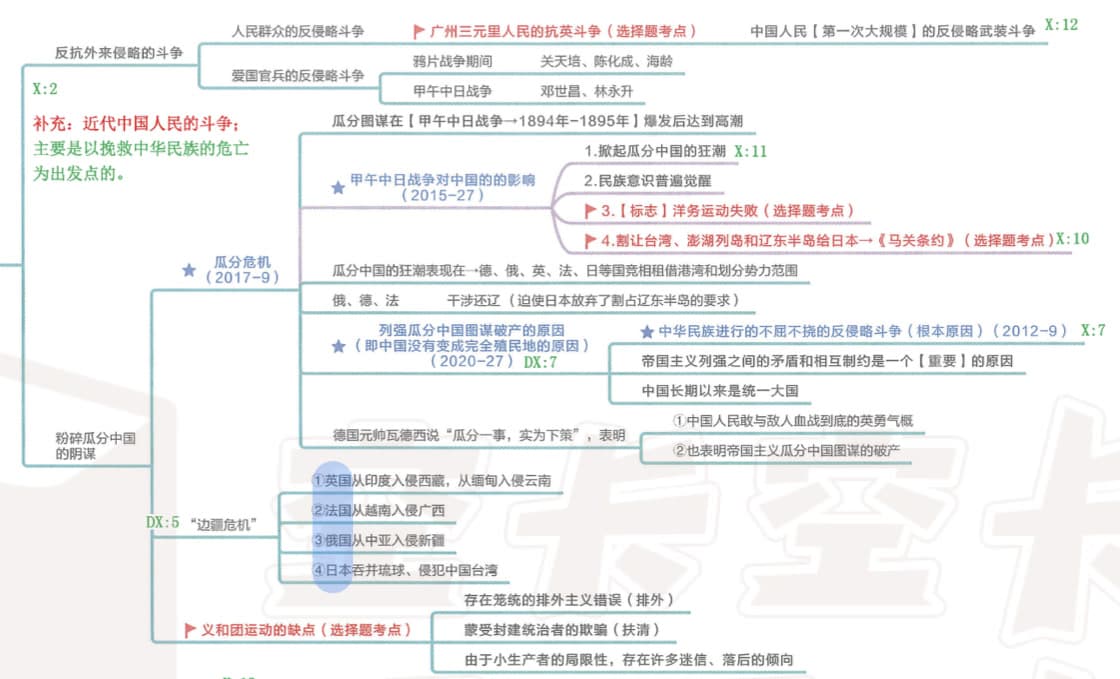 反抗外来侵略的斗争
X:2
人民群众的反侵略斗争
广州三元里人民的抗英斗争（选择题考点）
中国人民【第一次大规模】的反侵略武装斗争
X:12
爱国官兵的反侵略斗争
鸦片战争期间
关天培、陈化成、海龄
甲午中日战争
邓世昌、林永升
补充：近代中国人民的斗争；
主要是以挽救中华民族的危亡
为出发点的。
粉碎瓜分中国
的阴谋
瓜分危机
（2017-9）
瓜分图谋在【甲午中日战争→1894年-1895年】爆发后达到高潮
甲午中日战争对中国的的影响
（2015-27）
1.掀起瓜分中国的狂潮
X:11
2.民族意识普遍觉醒
3.【标志】洋务运动失败（选择题考点）
4.割让台湾、澎湖列岛和辽东半岛给日本→《马关条约》（选择题考点）
X:10
瓜分中国的狂潮表现在→德、俄、英、法、日等国竞相租借港湾和划分势力范围
俄、德、法
干涉还辽（迫使日本放弃了割占辽东半岛的要求）
列强瓜分中国图谋破产的原因
（即中国没有变成完全殖民地的原因）
（2020-27）
DX:7
中华民族进行的不屈不挠的反侵略斗争（根本原因）（2012-9）
X:7
帝国主义列强之间的矛盾和相互制约是一个【重要】的原因
中国长期以来是统一大国
德国元帅瓦德西说“瓜分一事，实为下策”，表明
①中国人民敢与敌人血战到底的英勇气概
②也表明帝国主义瓜分中国图谋的破产
DX:5
“边疆危机”
①英国从印度入侵西藏，从缅甸入侵云南
②法国从越南入侵广西
③俄国从中亚入侵新疆
④日本吞并琉球、侵犯中国台湾
义和团运动的缺点（选择题考点）
存在笼统的排外主义错误（排外）
蒙受封建统治者的欺骗（扶清）
由于小生产者的局限性，存在许多迷信、落后的倾向